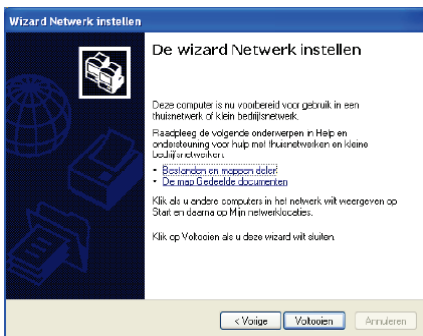 Wizard Netwerk instellen
De wizard Netwerk instellen
Deze computer is nu voorbereid voor gebruik in een
thuisnetwerk of klein bedrijfsnetwerk.
Raadpleeg de volgende onderwerpen in Help en
ondersteuning voor hulp met thuisnetwerken en kleine
bedrijfsnetwerken:
• Bestanden en mappen delen
• De map Gedeelde documenten
Klik als u andere computers in het netwerk wilt weergeven op
Start en daarna op Mijn netwerklocaties.
Klik op Voltooien als u deze wizard wilt sluiten.
< Vorige Voltooien Annuleren